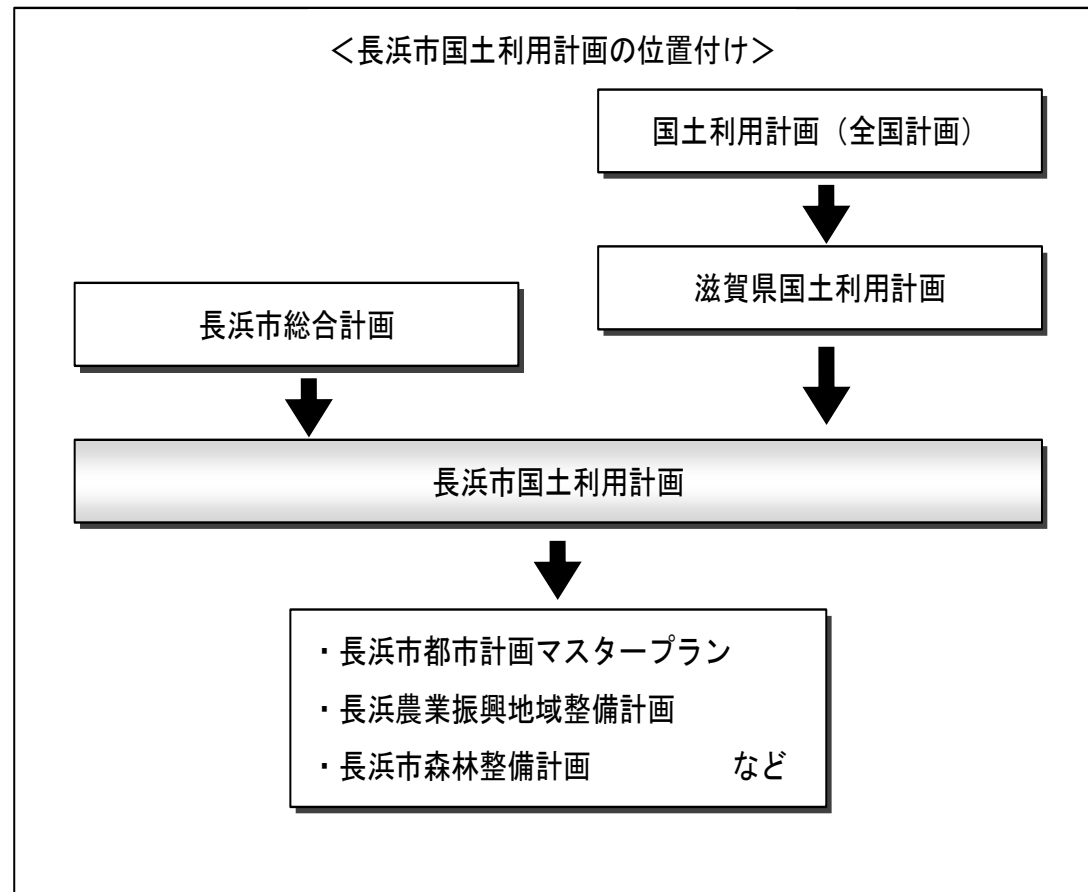 ＜長浜市国土利用計画の位置付け＞
国土利用計画（全国計画）
滋賀県国土利用計画
長浜市総合計画
長浜市国土利用計画
・長浜市都市計画マスタープラン
・長浜農業振興地域整備計画
・長浜市森林整備計画　　　　など